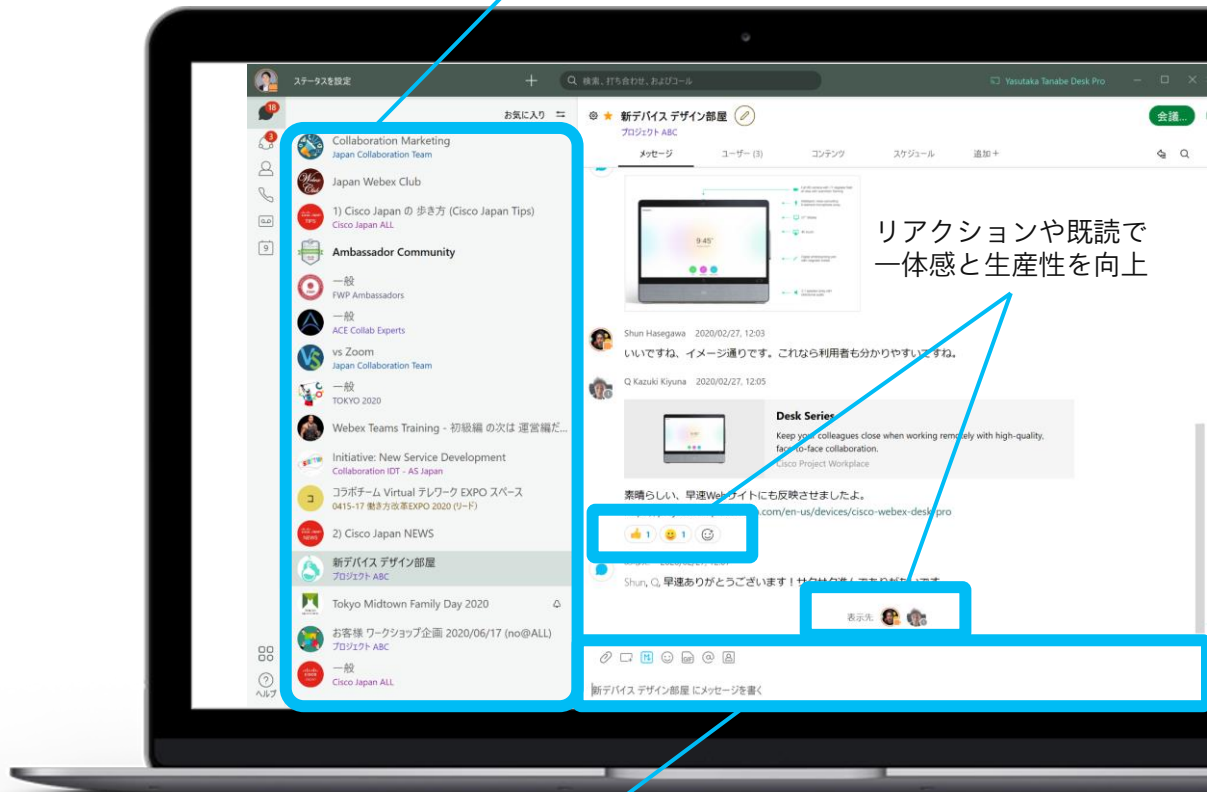 ステータスを設定
検索、打ち合わせ、およびコール
Yasutaka Tanabe Desk Pro
18
3
9
ヘルプ
お気に入り
Collaboration Marketing
Japan Collaboration Team
Japan Webex Club
1) Cisco Japan の 歩き方 (Cisco Japan Tips)
Cisco Japan ALL
Ambassador Community
一般
FWP Ambassadors
一般
ACE Collab Experts
vs Zoom
Japan Collaboration Team
一般
TOKYO 2020
Webex Teams Training - 初級編 の次は 運営編だ...
Initiative: New Service Development
Collaboration IDT - AS Japan
コ
コラボチーム Virtual テレワーク EXPO スペース
0415-17 働き方改革EXPO 2020 (リード)
2) Cisco Japan NEWS
新デバイス デザイン部屋
プロジェクト ABC
Tokyo Midtown Family Day 2020
お客様 ワークショップ企画 2020/06/17 (no@ALL)
プロジェクト ABC
一般
Cisco Japan ALL
新デバイス デザイン部屋
プロジェクト ABC
会議...
メッセージ
ユーザー (3)
コンテンツ
スケジュール
追加 +
9:45
リアクションや既読で
一体感と生産性を向上
Shun Hasegawa 2020/02/27, 12:03
いいですね、イメージ通りです。これなら利用者も分かりやすいですね。
Q Kazuki Kiyuna 2020/02/27, 12:05
Desk Series
Keep your colleagues close when working remotely with high-quality,
face-to-face collaboration.
Cisco Project Workplace
素晴らしい、早速Webサイトにも反映させましたよ。
.com/en-us/devices/cisco-webex-desk-pro
1
1
Shun, Q, 早速ありがとうございます！
表示先
新デバイス デザイン部屋 にメッセージを書く